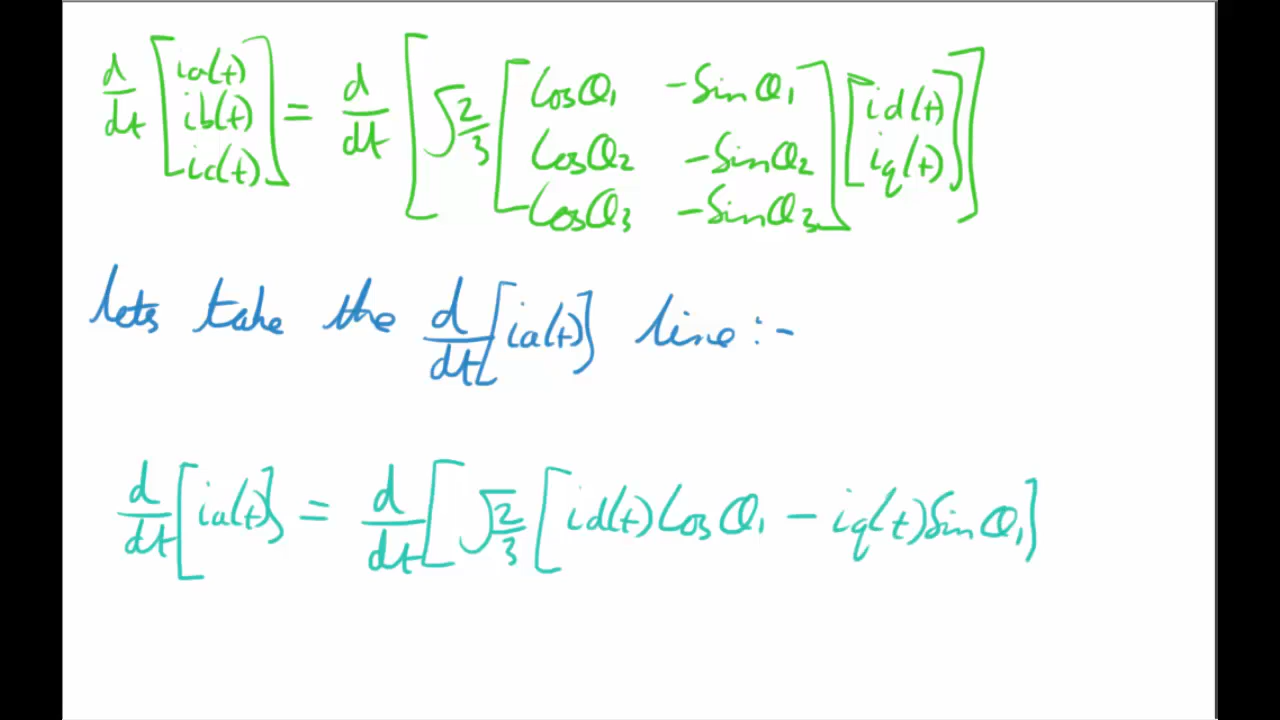 d/dt [ia(t) ib(t) ic(t)] = d/dt [√2/3 [Cosθ1 -Sinθ1 Cosθ2 -Sinθ2 Cosθ3 -Sinθ3] [id(t) iq(t)]]
lets take the d/dt [ia(t)] line :-
d/dt [ia(t)] = d/dt [√2/3 [id(t) Cosθ1 - iq(t) Sinθ1]